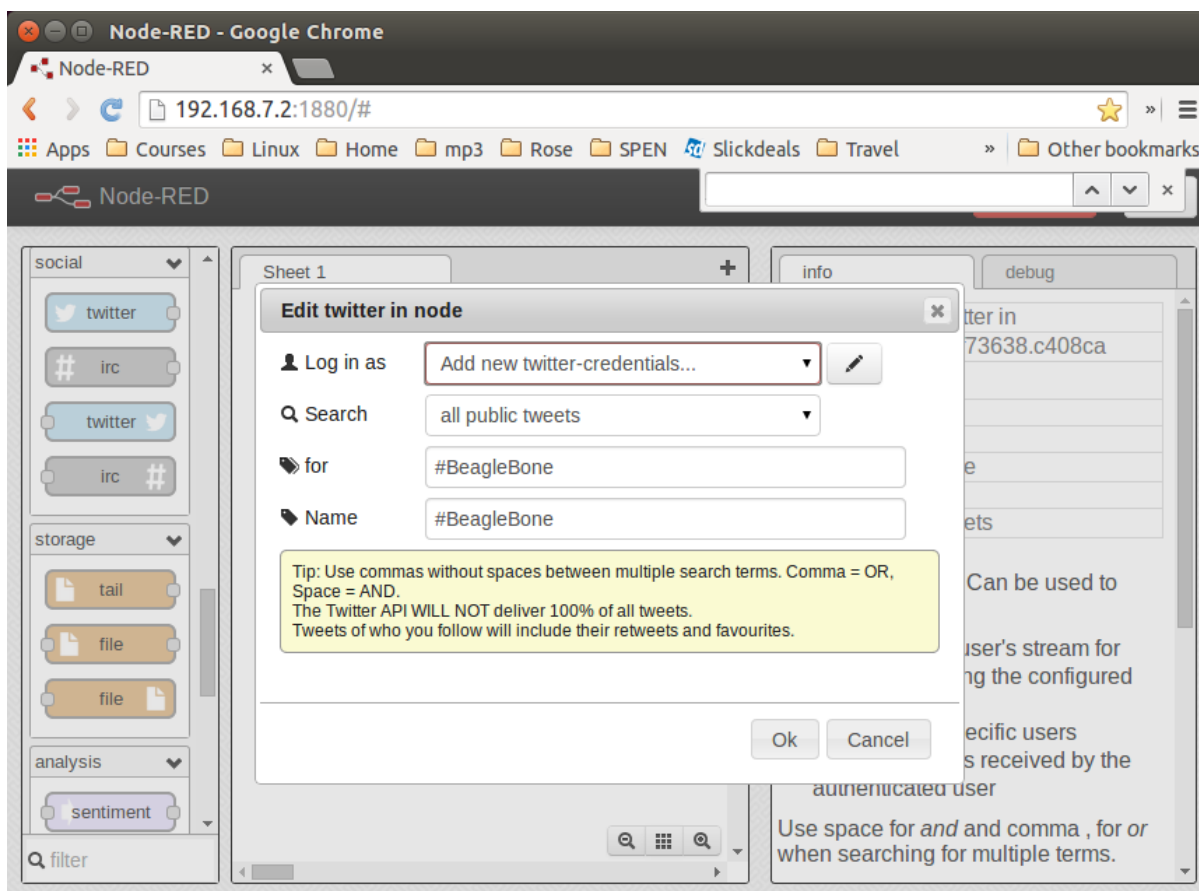 Node-RED - Google Chrome
Node-RED ×
192.168.7.2:1880/# »
Apps Courses Linux Home mp3 Rose SPEN Slickdeals Travel » Other bookmarks
Node-RED
social
twitter
irc
twitter
irc
storage
tail
file
file
analysis
sentiment
filter
Sheet 1
Edit twitter in node
Log in as Add new twitter-credentials...
Search all public tweets
for #BeagleBone
Name #BeagleBone
Tip: Use commas without spaces between multiple search terms. Comma = OR,
Space = AND.
The Twitter API WILL NOT deliver 100% of all tweets.
Tweets of who you follow will include their retweets and favourites.
Ok Cancel
info debug
tter in
73638.c408ca
e
ets
Can be used to
user's stream for
ng the configured
ecific users
s received by the
authenticated user
Use space for and and comma , for or
when searching for multiple terms.